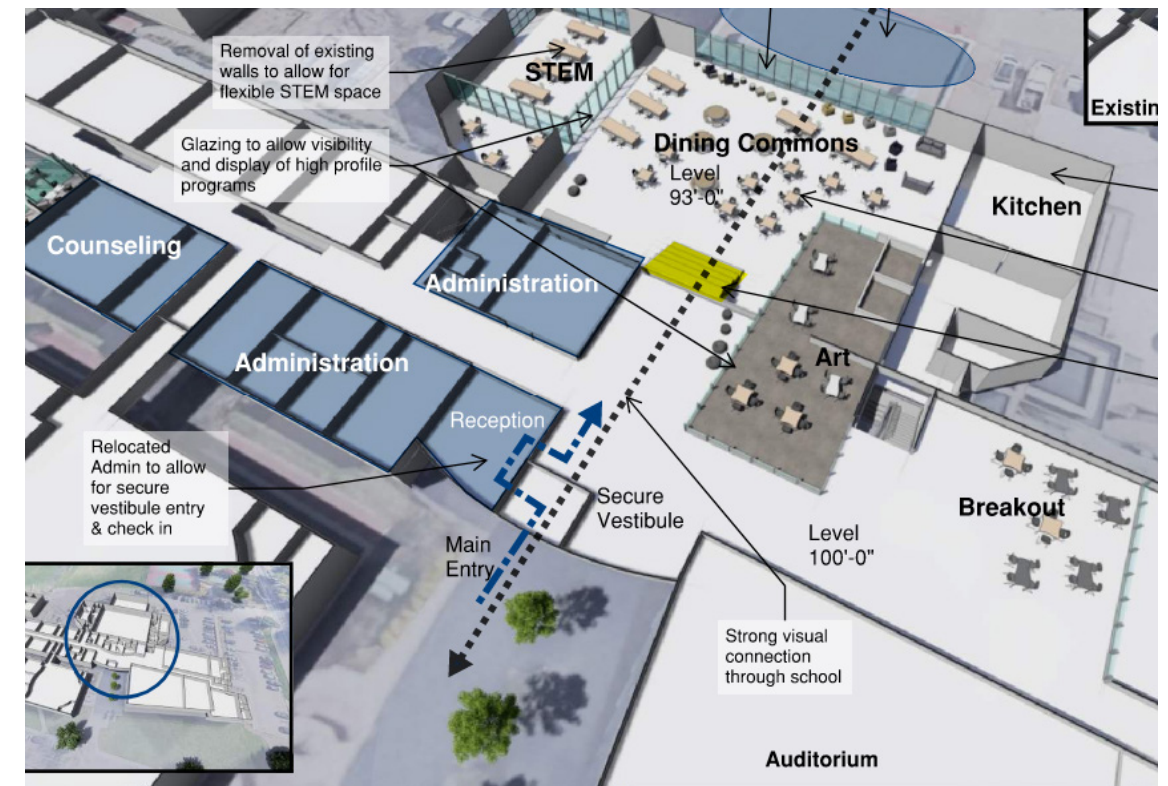 Removal of existing
walls to allow for
flexible STEM space
STEM
Existin
Glazing to allow visibility
and display of high profile
programs
Dining Commons
Level
93'-0"
Kitchen
Counseling
Administration
Administration
Art
Reception
Relocated
Admin to allow
for secure
vestibule entry
& check in
Secure
Vestibule
Breakout
Main
Entry
Level
100'-0"
Strong visual
connection
through school
Auditorium